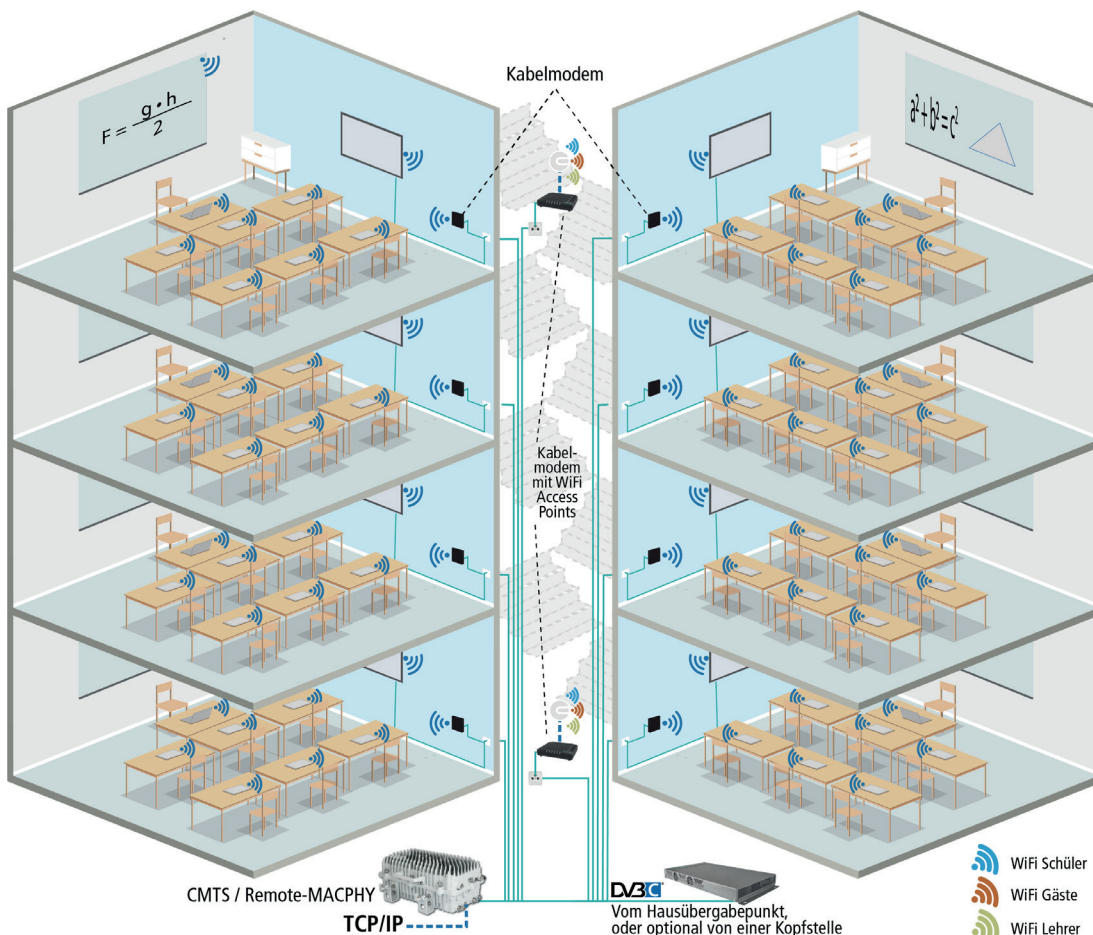 F = g • h / 2
Kabelmodem
a² + b² = c²
Kabel-
modem
mit WiFi
Access
Points
CMTS / Remote-MACPHY
TCP/IP
DVB C
Vom Hausübergabepunkt,
oder optional von einer Kopfstelle
WiFi Schüler
WiFi Gäste
WiFi Lehrer